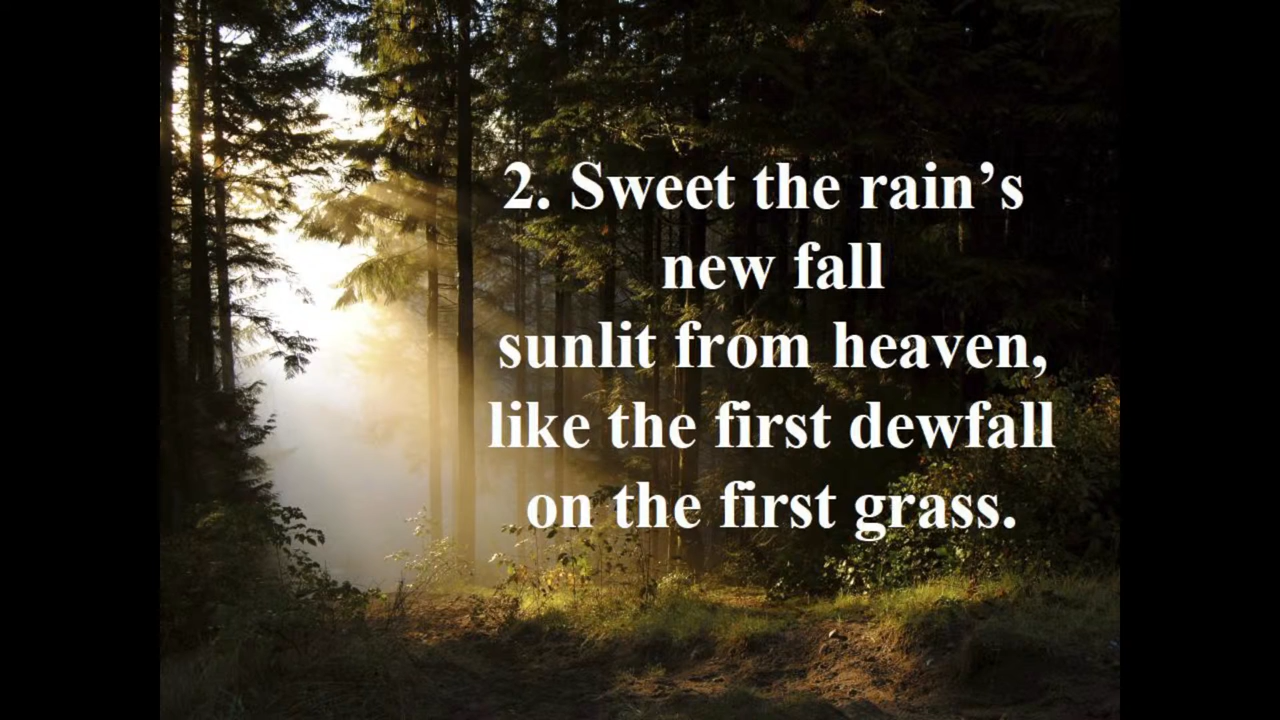 2. Sweet the rain’s
new fall
sunlit from heaven,
like the first dewfall
on the first grass.